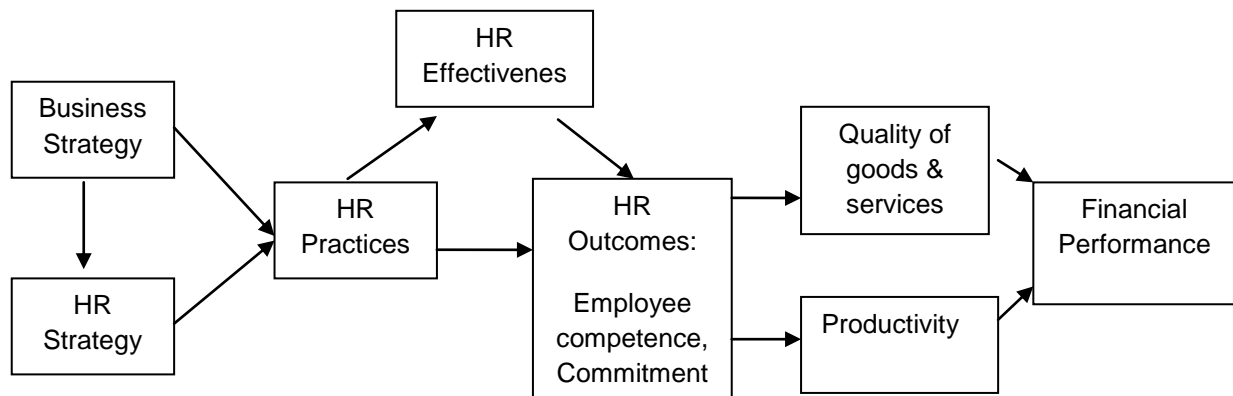 Business
Strategy
HR
Strategy
HR
Practices
HR
Effectivenes
HR
Outcomes:
Employee
competence,
Commitment
Quality of
goods &
services
Productivity
Financial
Performance